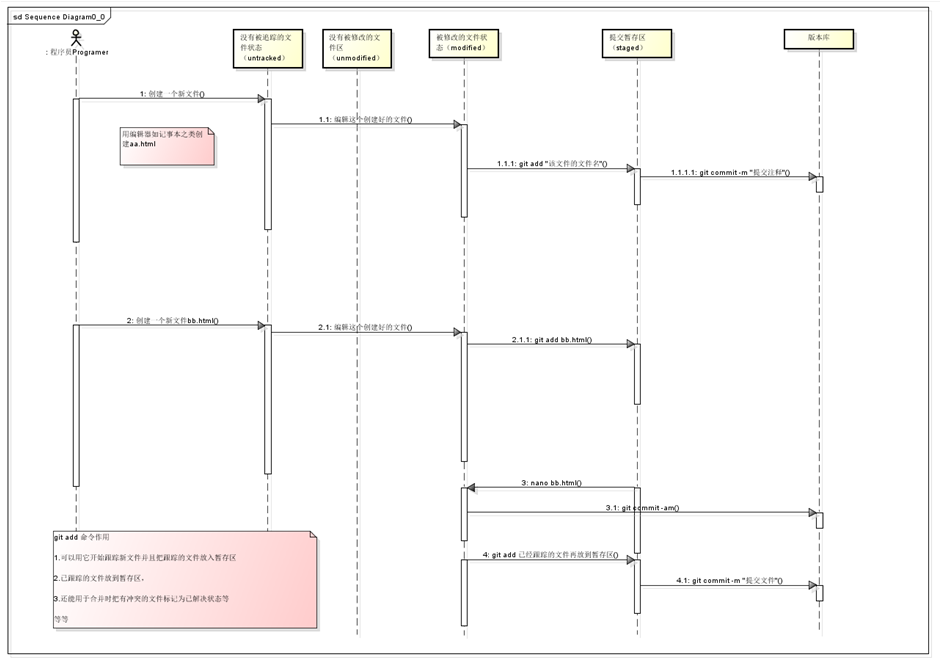 sd Sequence Diagram0_0
: 程序员Programer
没有被追踪的文
件状态
(untracked)
没有被修改的文
件区
(unmodified)
被修改的文件状
态(modified)
提交暂存区
(staged)
版本库
1: 创建一个新文件()
1.1: 编辑这个创建好的文件()
用编辑器如记事本之类创
建aa.html
1.1.1: git add "该文件的文件名"()
1.1.1.1: git commit -m "提交注释"()
2: 创建一个新文件bb.html()
2.1: 编辑这个创建好的文件()
2.1.1: git add bb.html()
3: nano bb.html()
3.1: git commit -am()
git add 命令作用
1.可以用它开始跟踪新文件并且把跟踪的文件放入暂存区
2.已跟踪的文件放到暂存区，
3.还能用于合并时把有冲突的文件标记为已解决状态等
等等
4: git add 已经跟踪的文件再放到暂存区()
4.1: git commit -m "提交文件"()